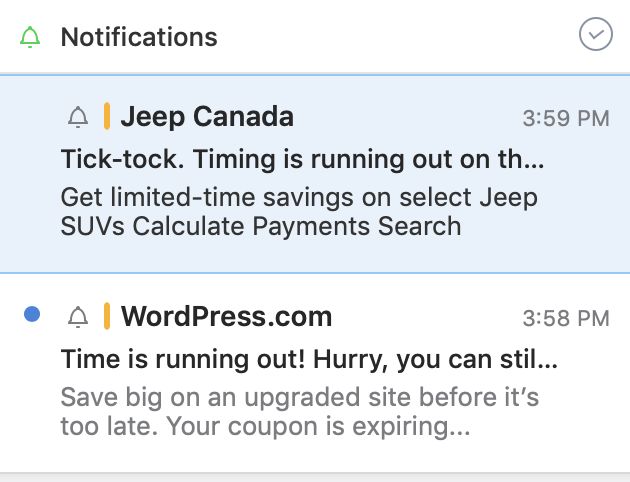 Notifications
Jeep Canada 3:59 PM
Tick-tock. Timing is running out on th...
Get limited-time savings on select Jeep
SUVs Calculate Payments Search
WordPress.com 3:58 PM
Time is running out! Hurry, you can stil...
Save big on an upgraded site before it’s
too late. Your coupon is expiring...